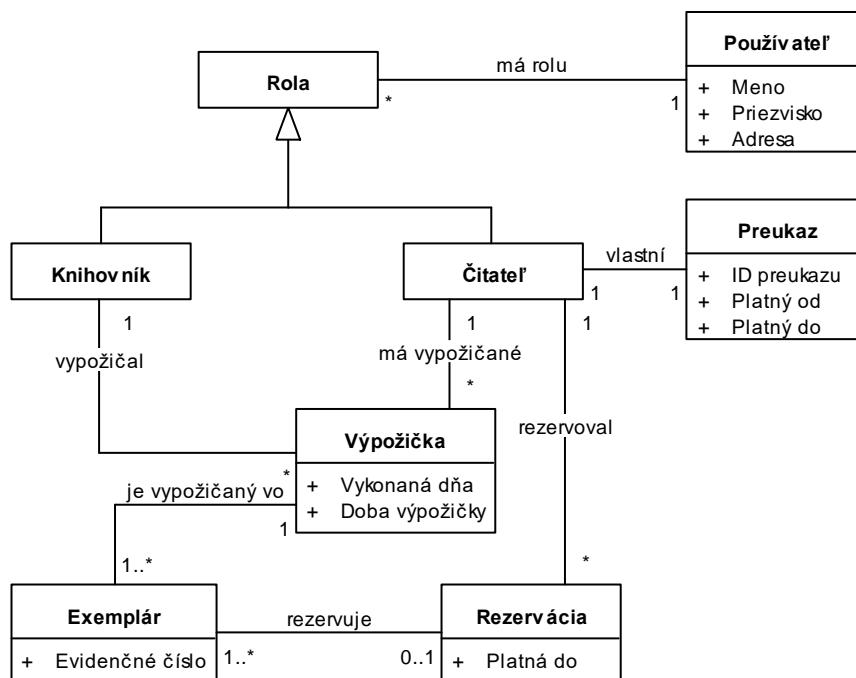 Používateľ
+ Meno
+ Priezvisko
+ Adresa
Rola
má rolu
*
1
Knihovník
Čitateľ
vlastní
1
1
Preukaz
+ ID preukazu
+ Platný od
+ Platný do
1
vypožičal
1
má vypožičané
*
1
rezervoval
Výpožička
+ Vykonaná dňa
+ Doba výpožičky
*
je vypožičaný vo
1
1..*
*
Exemplár
+ Evidenčné číslo
rezervuje
1..*
0..1
Rezervácia
+ Platná do